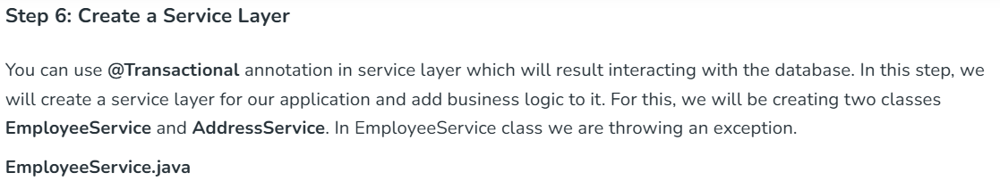 Step 6: Create a Service Layer
You can use @Transactional annotation in service layer which will result interacting with the database. In this step, we
will create a service layer for our application and add business logic to it. For this, we will be creating two classes
EmployeeService and AddressService. In EmployeeService class we are throwing an exception.
EmployeeService.java